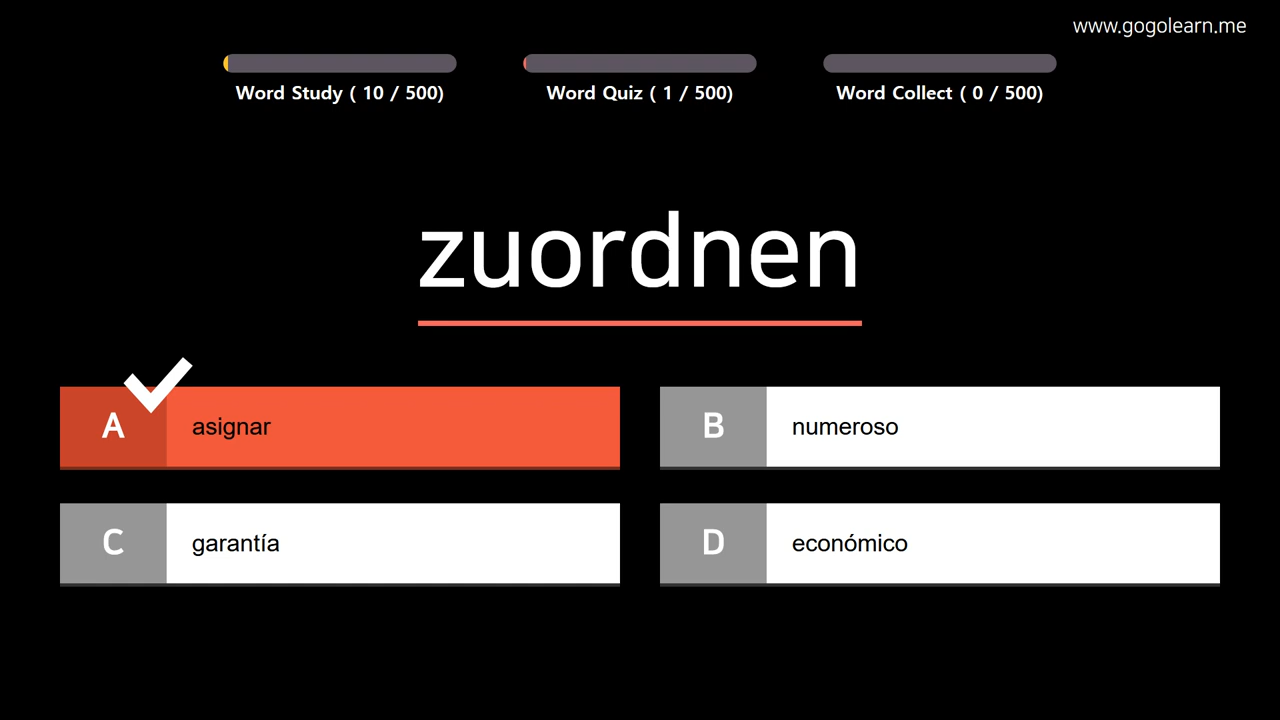 www.gogolearn.me
Word Study ( 10 / 500)
Word Quiz ( 1 / 500)
Word Collect ( 0 / 500)
zuordnen
A asignar
B numeroso
C garantía
D económico